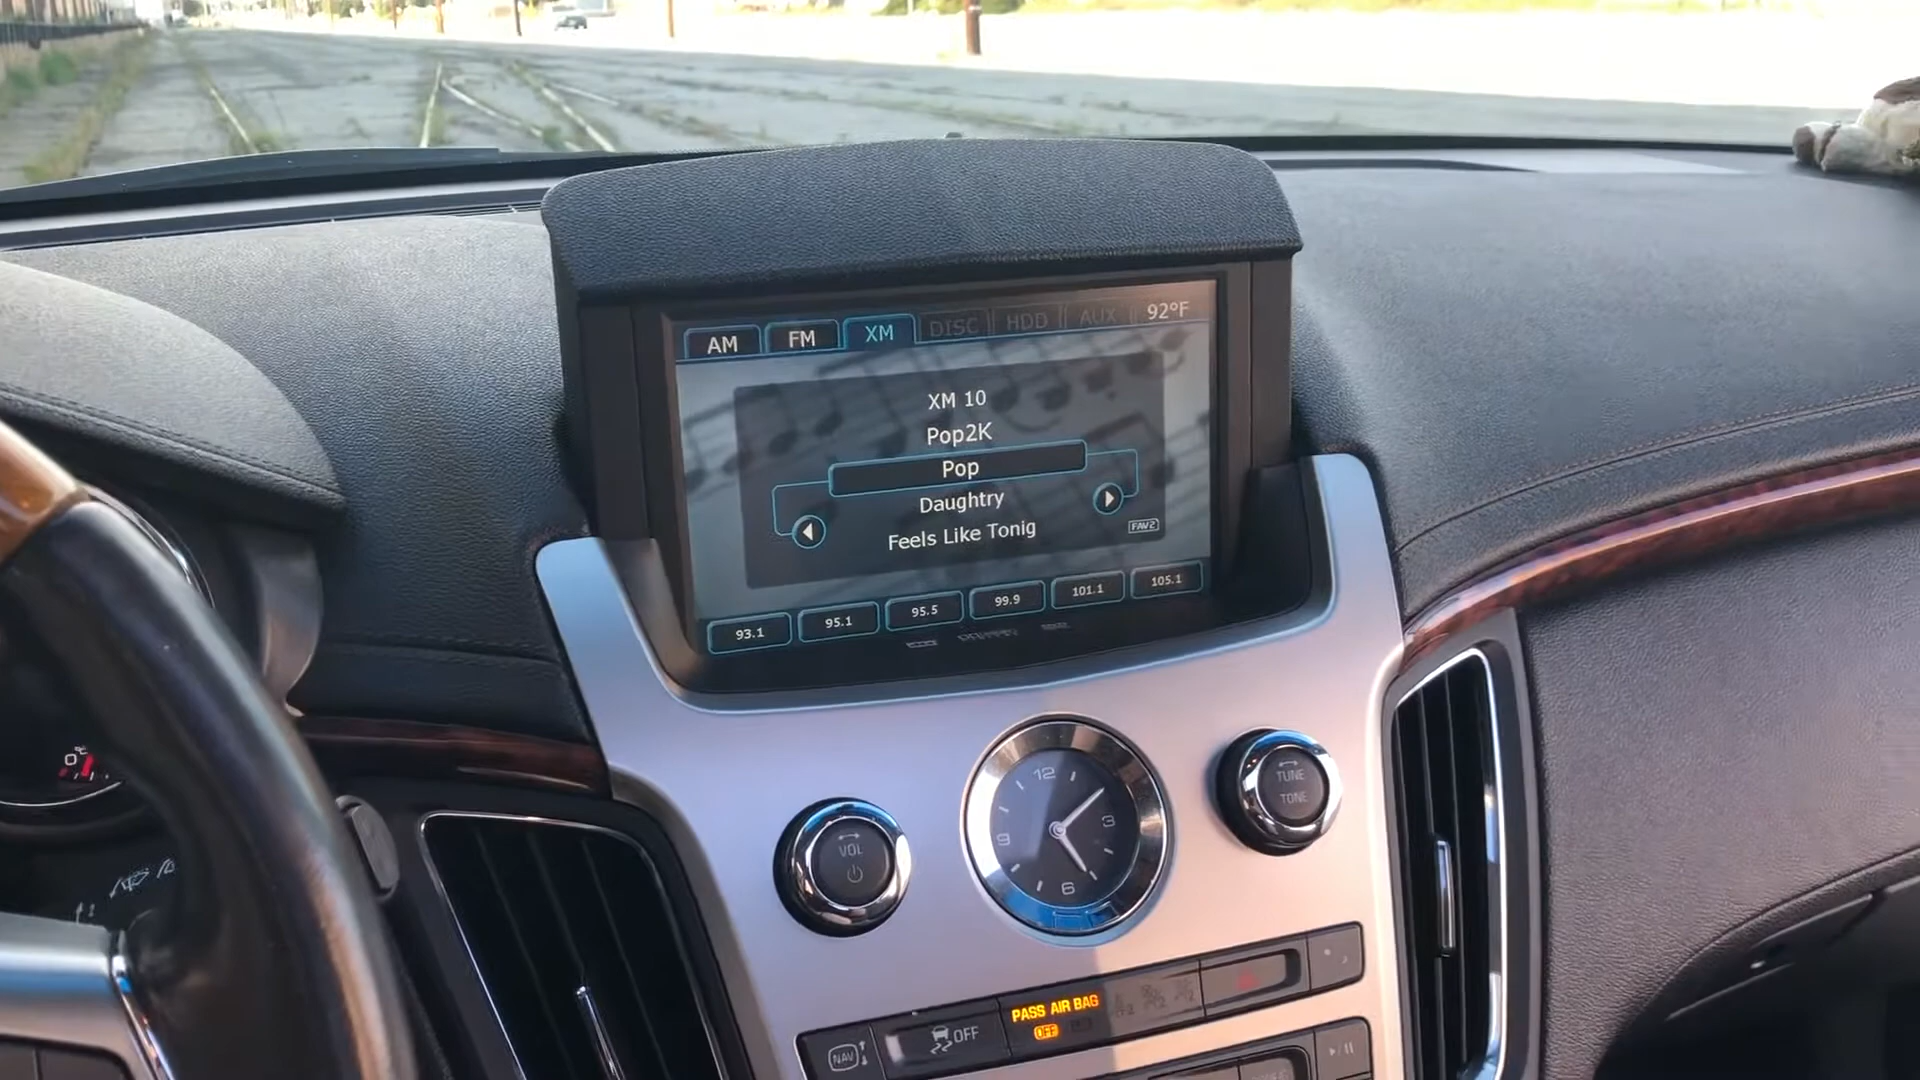 AM FM XM DISC HDD AUX 92°F
XM 10
Pop2K
Pop
Daughtry
Feels Like Tonig
FAV2
93.1 95.1 95.5 99.9 101.1 105.1
12
3
6
9
VOL
TUNE
TONE
PASS AIR BAG
OFF
OFF
NAV